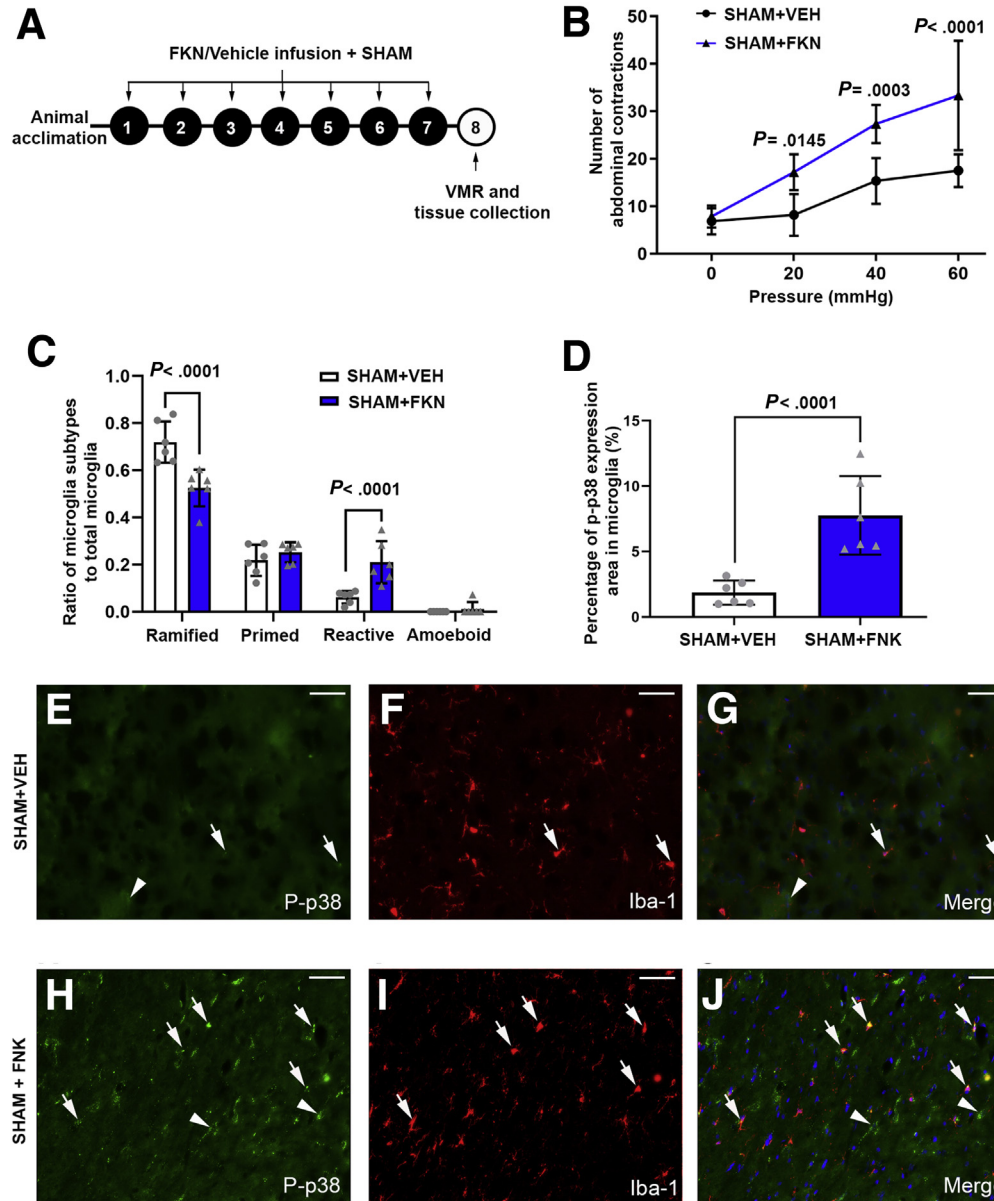 A
FKN/Vehicle infusion + SHAM
Animal
acclimation
1 2 3 4 5 6 7 8
VMR and
tissue collection
B
SHAM+VEH
SHAM+FKN
Number of
abdominal contractions
50
40
30
20
10
0
P= .0145
P= .0003
P< .0001
0 20 40 60
Pressure (mmHg)
C
Ratio of microglia subtypes
to total microglia
1.0
0.8
0.6
0.4
0.2
0.0
P< .0001
P< .0001
SHAM+VEH
SHAM+FKN
Ramified Primed Reactive Amoeboid
D
Percentage of p-p38 expression
area in microglia (%)
15
10
5
0
P< .0001
SHAM+VEH SHAM+FNK
SHAM+VEH
E
P-p38
F
Iba-1
G
Merg
SHAM + FNK
H
P-p38
I
Iba-1
J
Merg